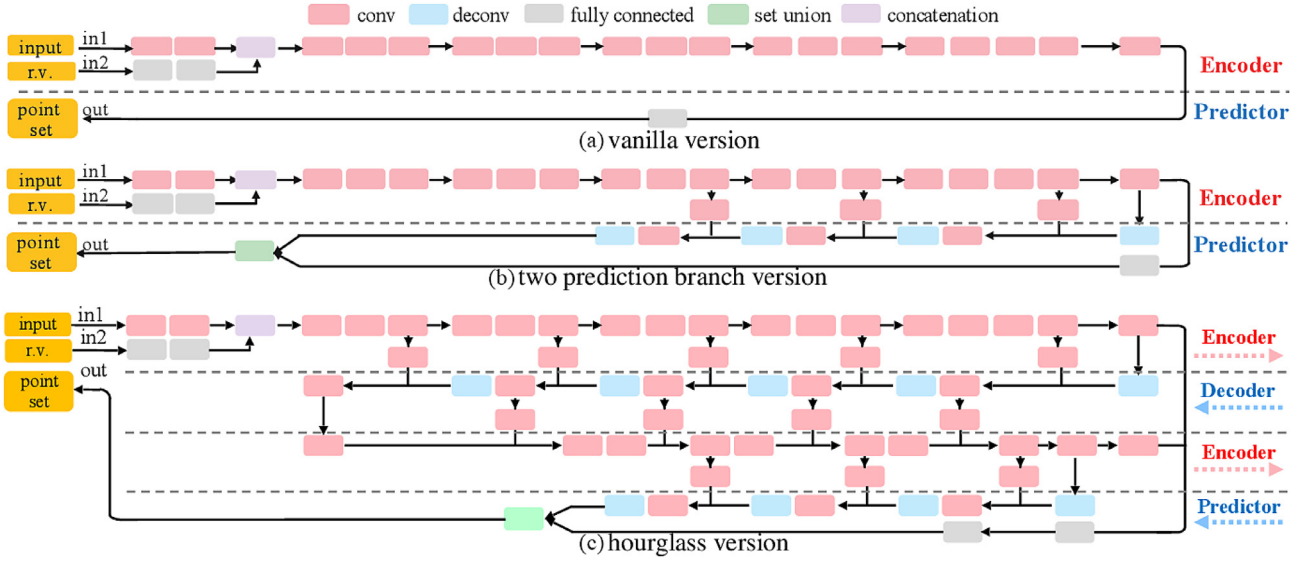 conv deconv fully connected set union concatenation
input in1
r.v. in2
Encoder
point set out
Predictor
(a) vanilla version
input in1
r.v. in2
Encoder
point set out
Predictor
(b) two prediction branch version
input in1
r.v. in2
Encoder
point set out
Decoder
Encoder
Predictor
(c) hourglass version